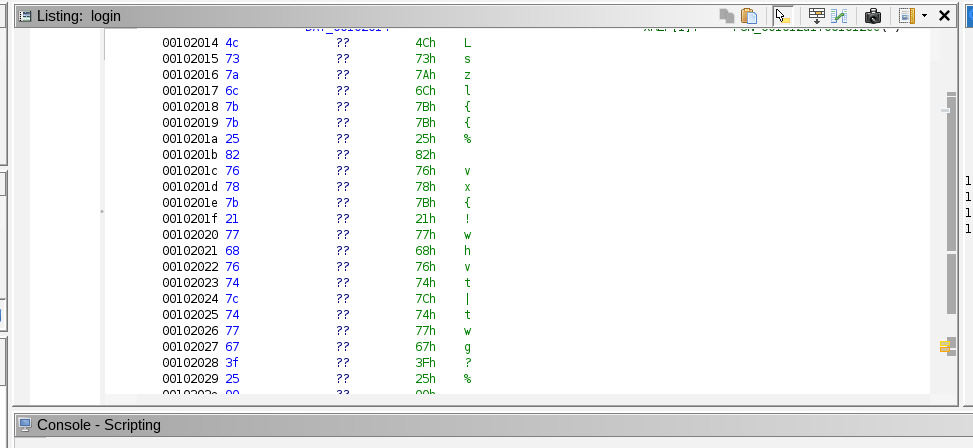 Listing: login
00102014 4c ?? 4Ch L
00102015 73 ?? 73h s
00102016 7a ?? 7Ah z
00102017 6c ?? 6Ch l
00102018 7b ?? 7Bh {
00102019 7b ?? 7Bh {
0010201a 25 ?? 25h %
0010201b 82 ?? 82h
0010201c 76 ?? 76h v
0010201d 78 ?? 78h x
0010201e 7b ?? 7Bh {
0010201f 21 ?? 21h !
00102020 77 ?? 77h w
00102021 68 ?? 68h h
00102022 76 ?? 76h v
00102023 74 ?? 74h t
00102024 7c ?? 7Ch |
00102025 74 ?? 74h t
00102026 77 ?? 77h w
00102027 67 ?? 67h g
00102028 3f ?? 3Fh ?
00102029 25 ?? 25h %
0010202a 00 ?? 00h
1
1
1
1
Console - Scripting